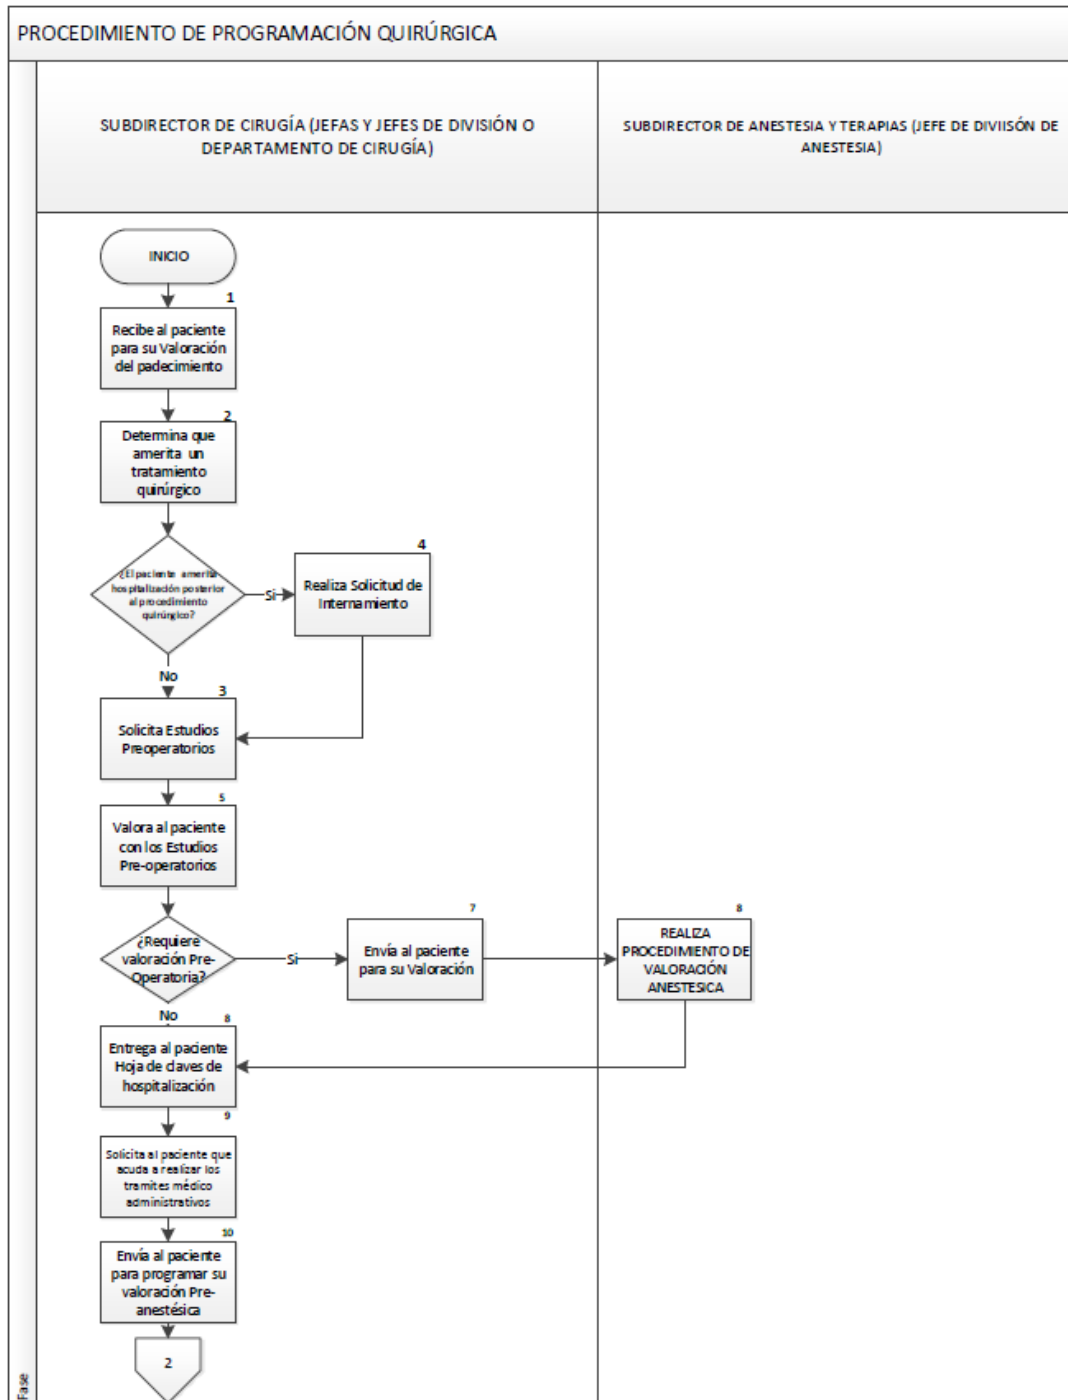 PROCEDIMIENTO DE PROGRAMACIÓN QUIRÚRGICA
SUBDIRECTOR DE CIRUGÍA (JEFAS Y JEFES DE DIVISIÓN O
DEPARTAMENTO DE CIRUGÍA)
SUBDIRECTOR DE ANESTESIA Y TERAPIAS (JEFE DE DIVIISÓN DE
ANESTESIA)
INICIO
1
Recibe al paciente
para su Valoración
del padecimiento
2
Determina que
amerita un
tratamiento
quirúrgico
¿El paciente amerita
hospitalización posterior
al procedimiento
quirúrgico?
Si
4
Realiza Solicitud de
Internamiento
No
3
Solicita Estudios
Preoperatorios
5
Valora al paciente
con los Estudios
Pre-operatorios
¿Requiere
valoración Pre-
Operatoria?
Si
7
Envía al paciente
para su Valoración
8
REALIZA
PROCEDIMIENTO DE
VALORACIÓN
ANESTESICA
No
8
Entrega al paciente
Hoja de claves de
hospitalización
9
Solicita al paciente que
acuda a realizar los
tramites médico
administrativos
10
Envía al paciente
para programar su
valoración Pre-
anestésica
2
Fase